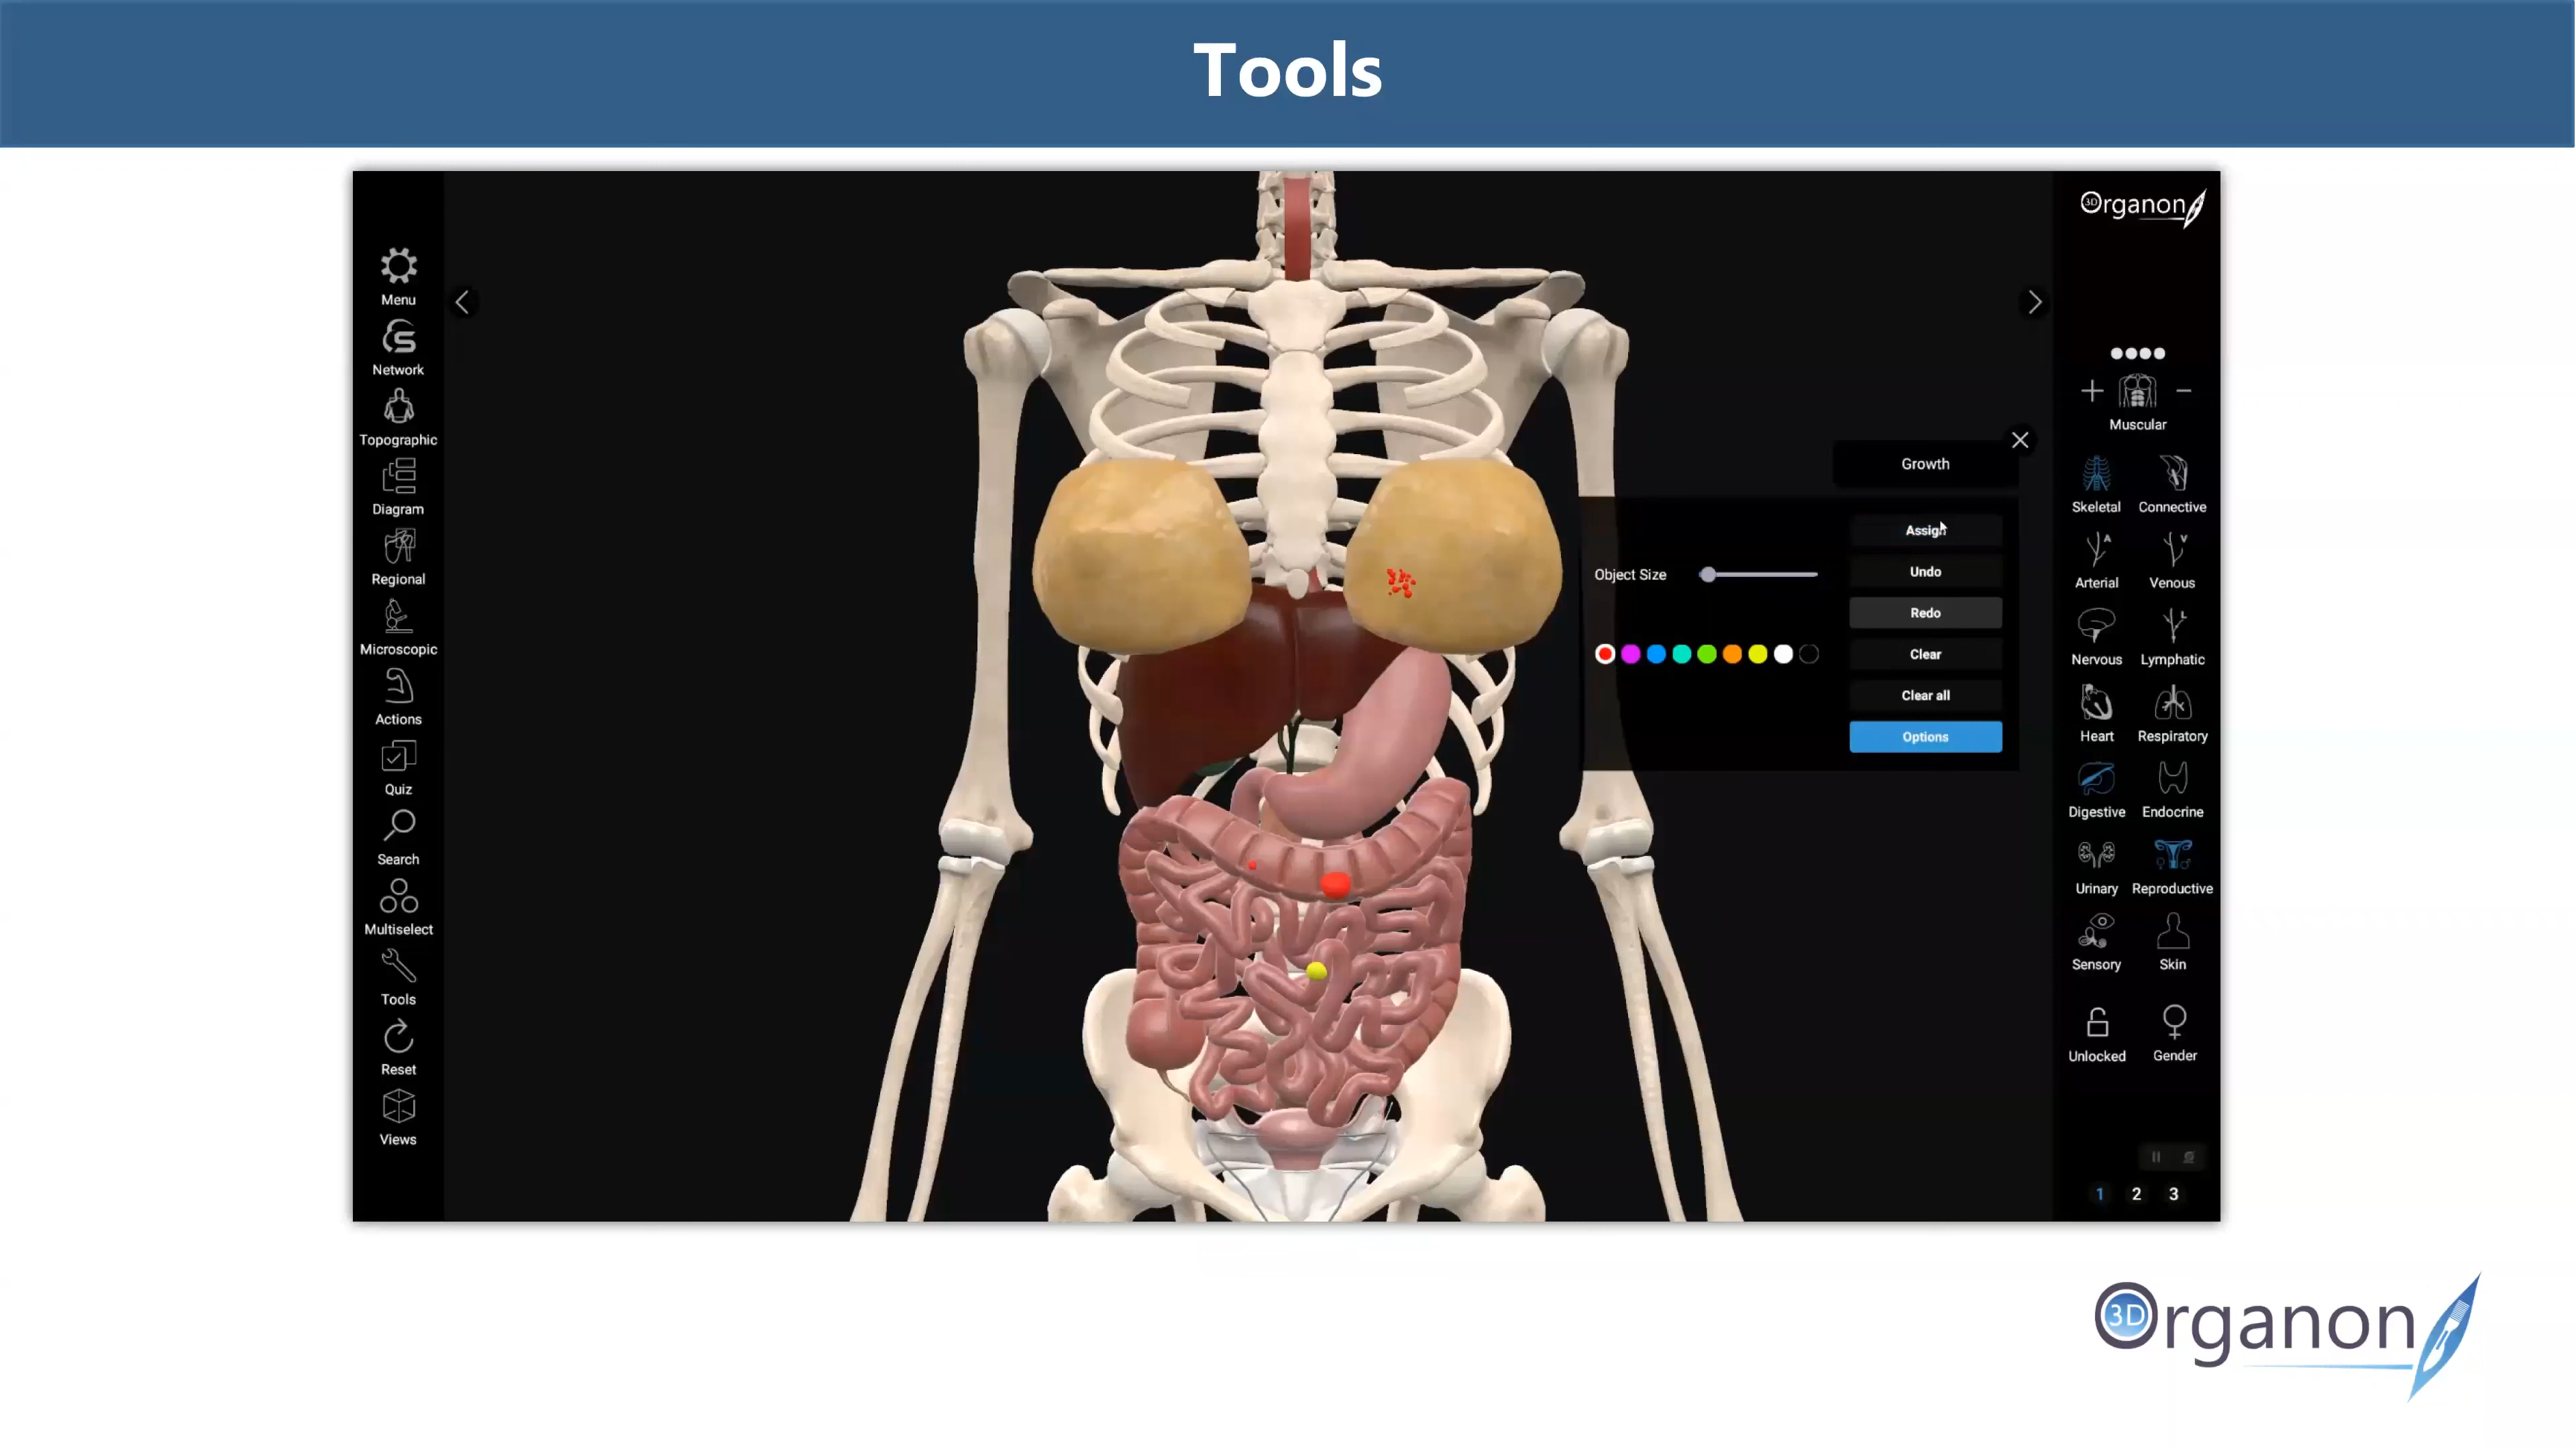 Tools
Menu
Network
Topographic
Diagram
Regional
Microscopic
Actions
Quiz
Search
Multiselect
Tools
Reset
Views
Growth
Assign
Object Size
Undo
Redo
Clear
Clear all
Options
3D Organon
Muscular
Skeletal Connective
A V
Arterial Venous
L
Nervous Lymphatic
Heart Respiratory
Digestive Endocrine
Urinary Reproductive
Sensory Skin
Unlocked Gender
1 2 3
3D Organon